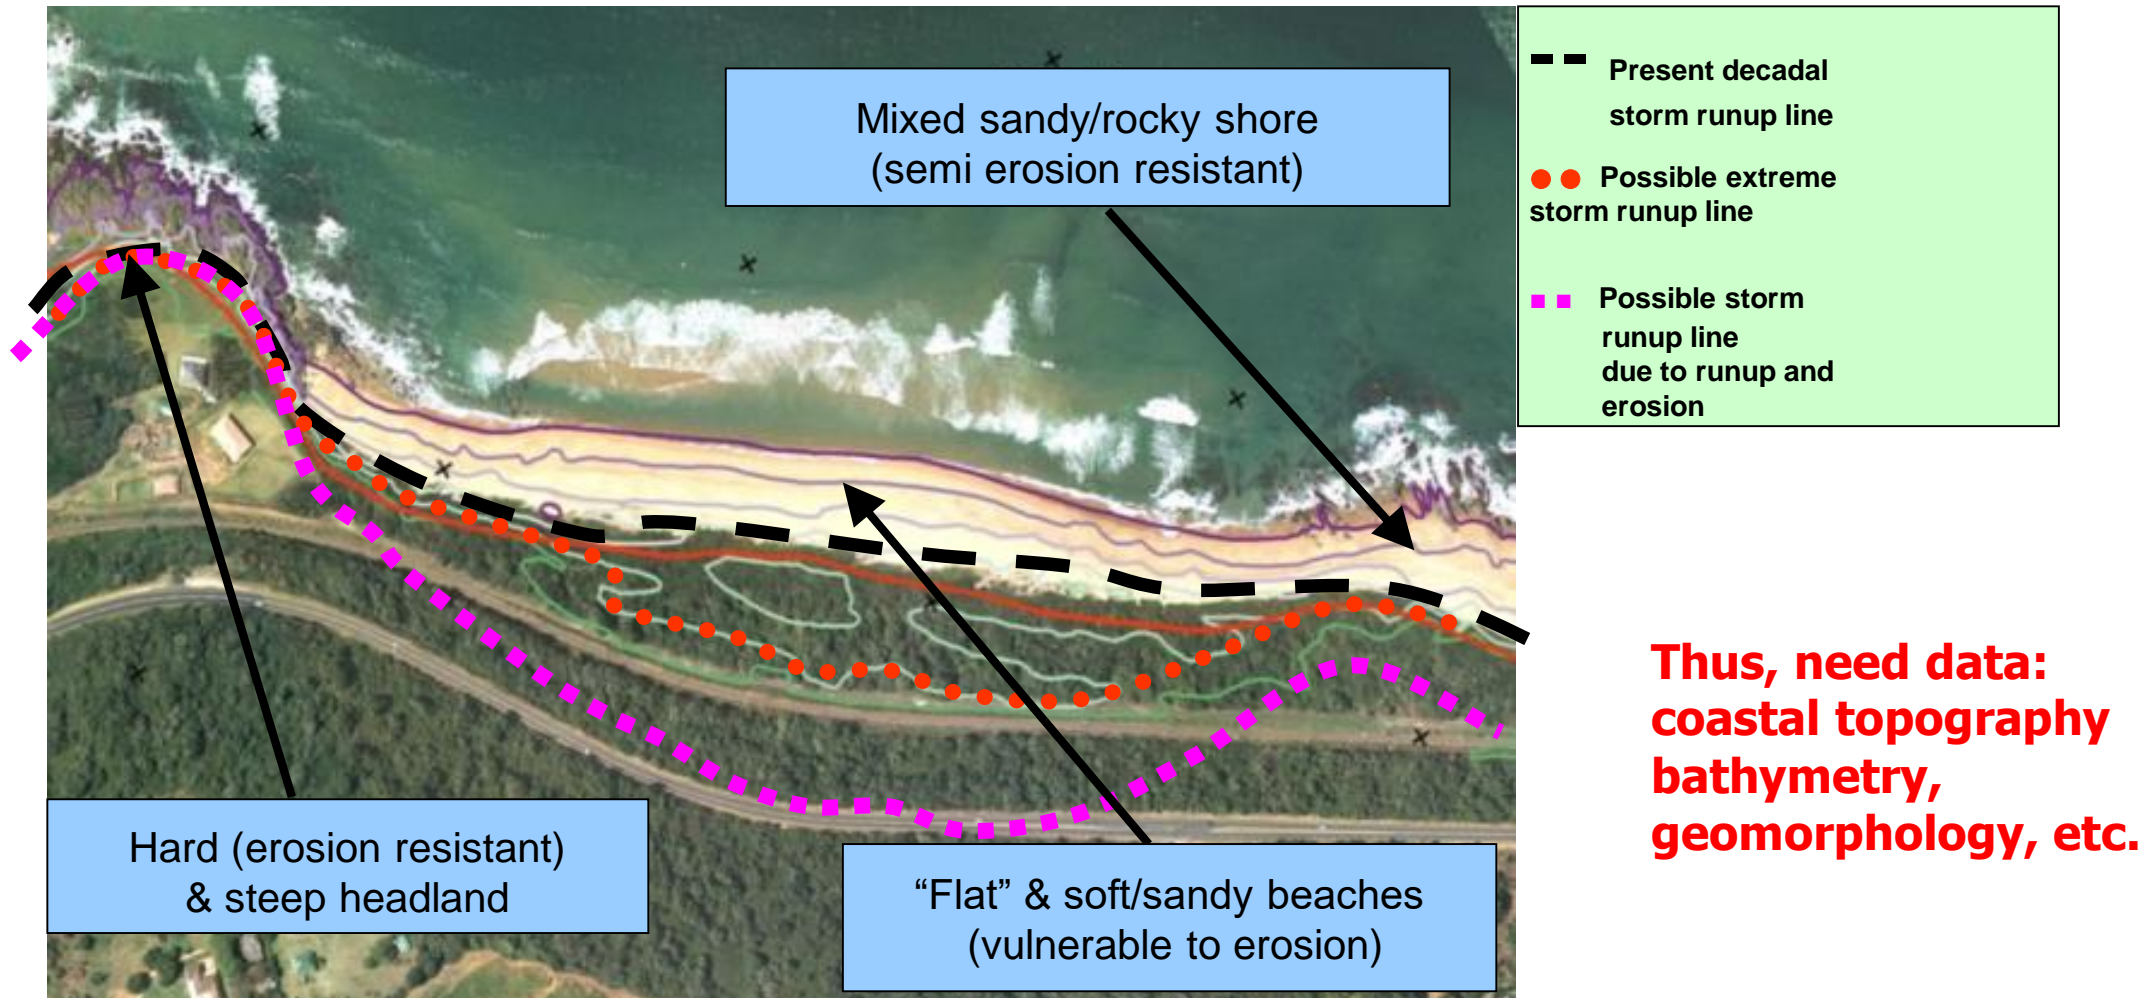 Mixed sandy/rocky shore
(semi erosion resistant)
Present decadal
storm runup line
Possible extreme
storm runup line
Possible storm
runup line
due to runup and
erosion
Thus, need data:
coastal topography
bathymetry,
geomorphology, etc.
Hard (erosion resistant)
& steep headland
“Flat” & soft/sandy beaches
(vulnerable to erosion)